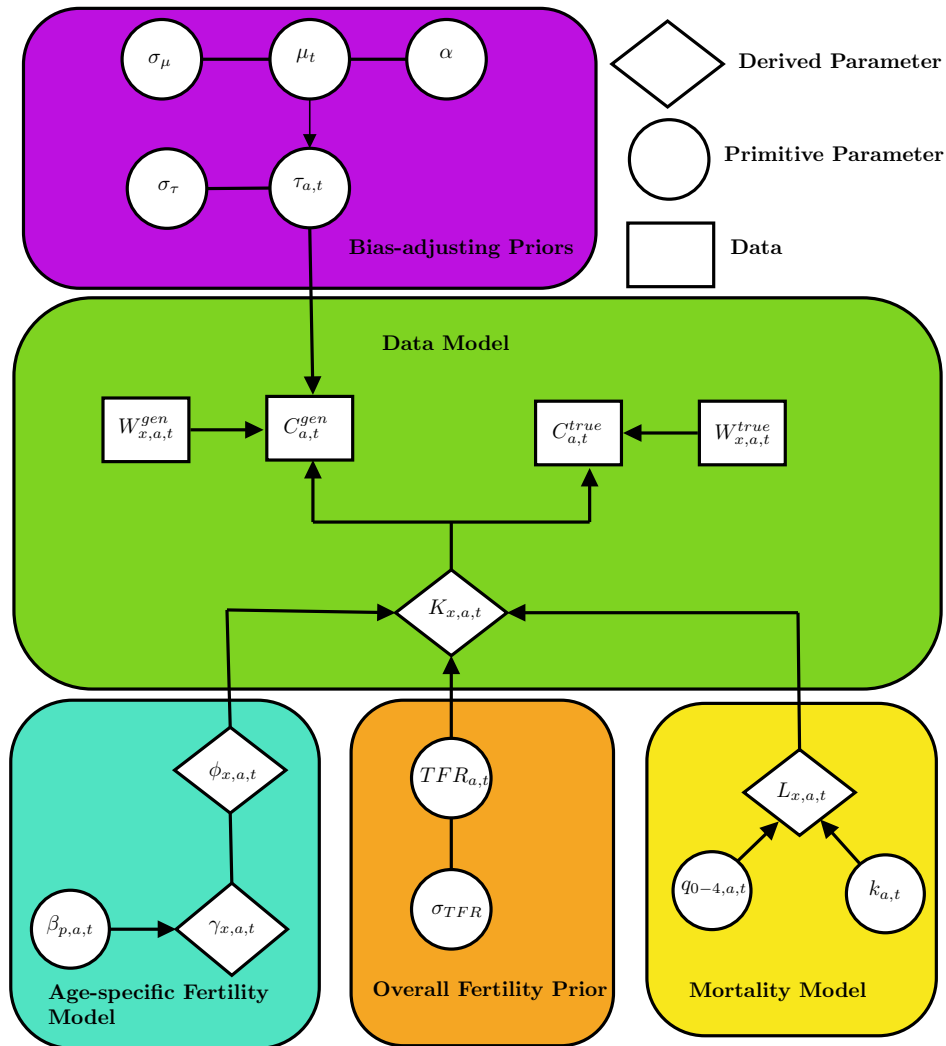 σ_μ μ_t α
Derived Parameter
Primitive Parameter
σ_τ τ_{a,t}
Bias-adjusting Priors
Data
Data Model
W^{gen}_{x,a,t} C^{gen}_{a,t} C^{true}_{a,t} W^{true}_{x,a,t}
K_{x,a,t}
ϕ_{x,a,t}
TFR_{a,t}
L_{x,a,t}
q_{0−4,a,t} k_{a,t}
β_{p,a,t} γ_{x,a,t}
σ_{TFR}
Age-specific Fertility
Model
Overall Fertility Prior
Mortality Model